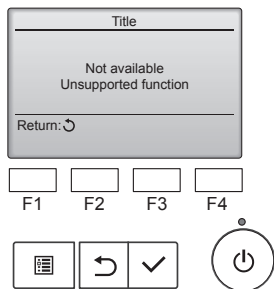 Title
Not available
Unsupported function
Return:
F1 F2 F3 F4